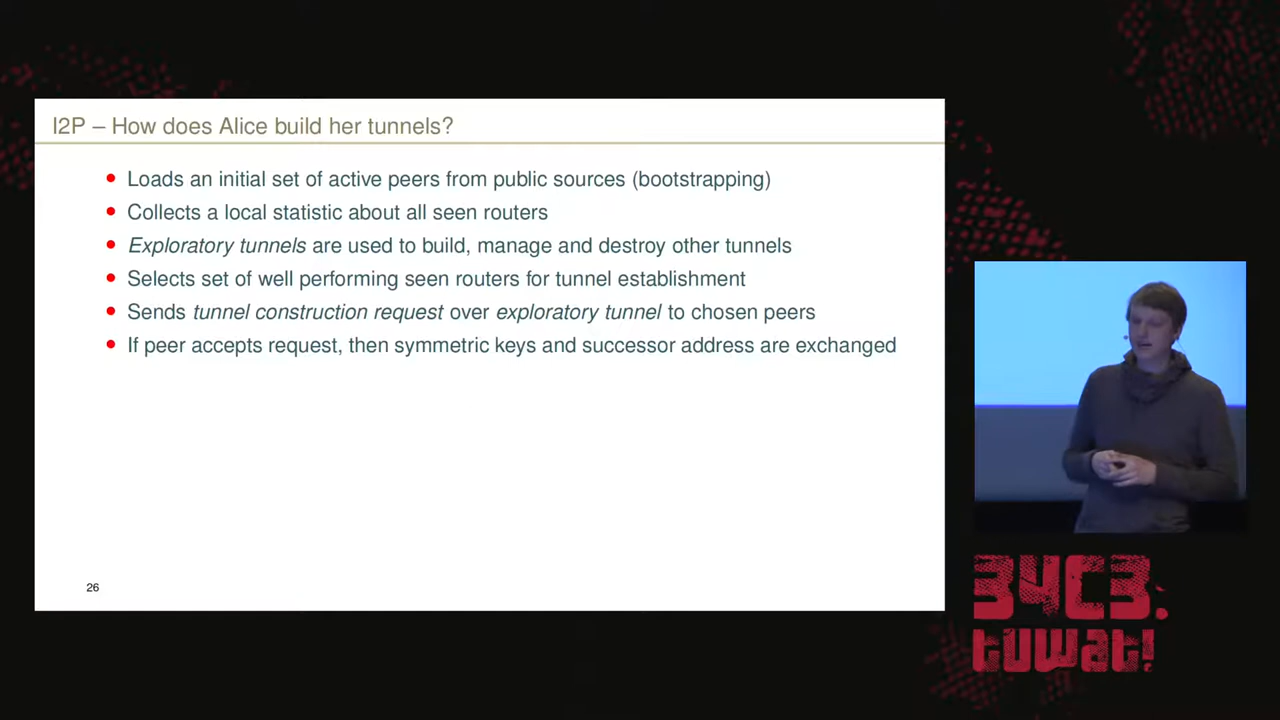 I2P – How does Alice build her tunnels?
Loads an initial set of active peers from public sources (bootstrapping)
Collects a local statistic about all seen routers
Exploratory tunnels are used to build, manage and destroy other tunnels
Selects set of well performing seen routers for tunnel establishment
Sends tunnel construction request over exploratory tunnel to chosen peers
If peer accepts request, then symmetric keys and successor address are exchanged
26
34C3.
tuwat!